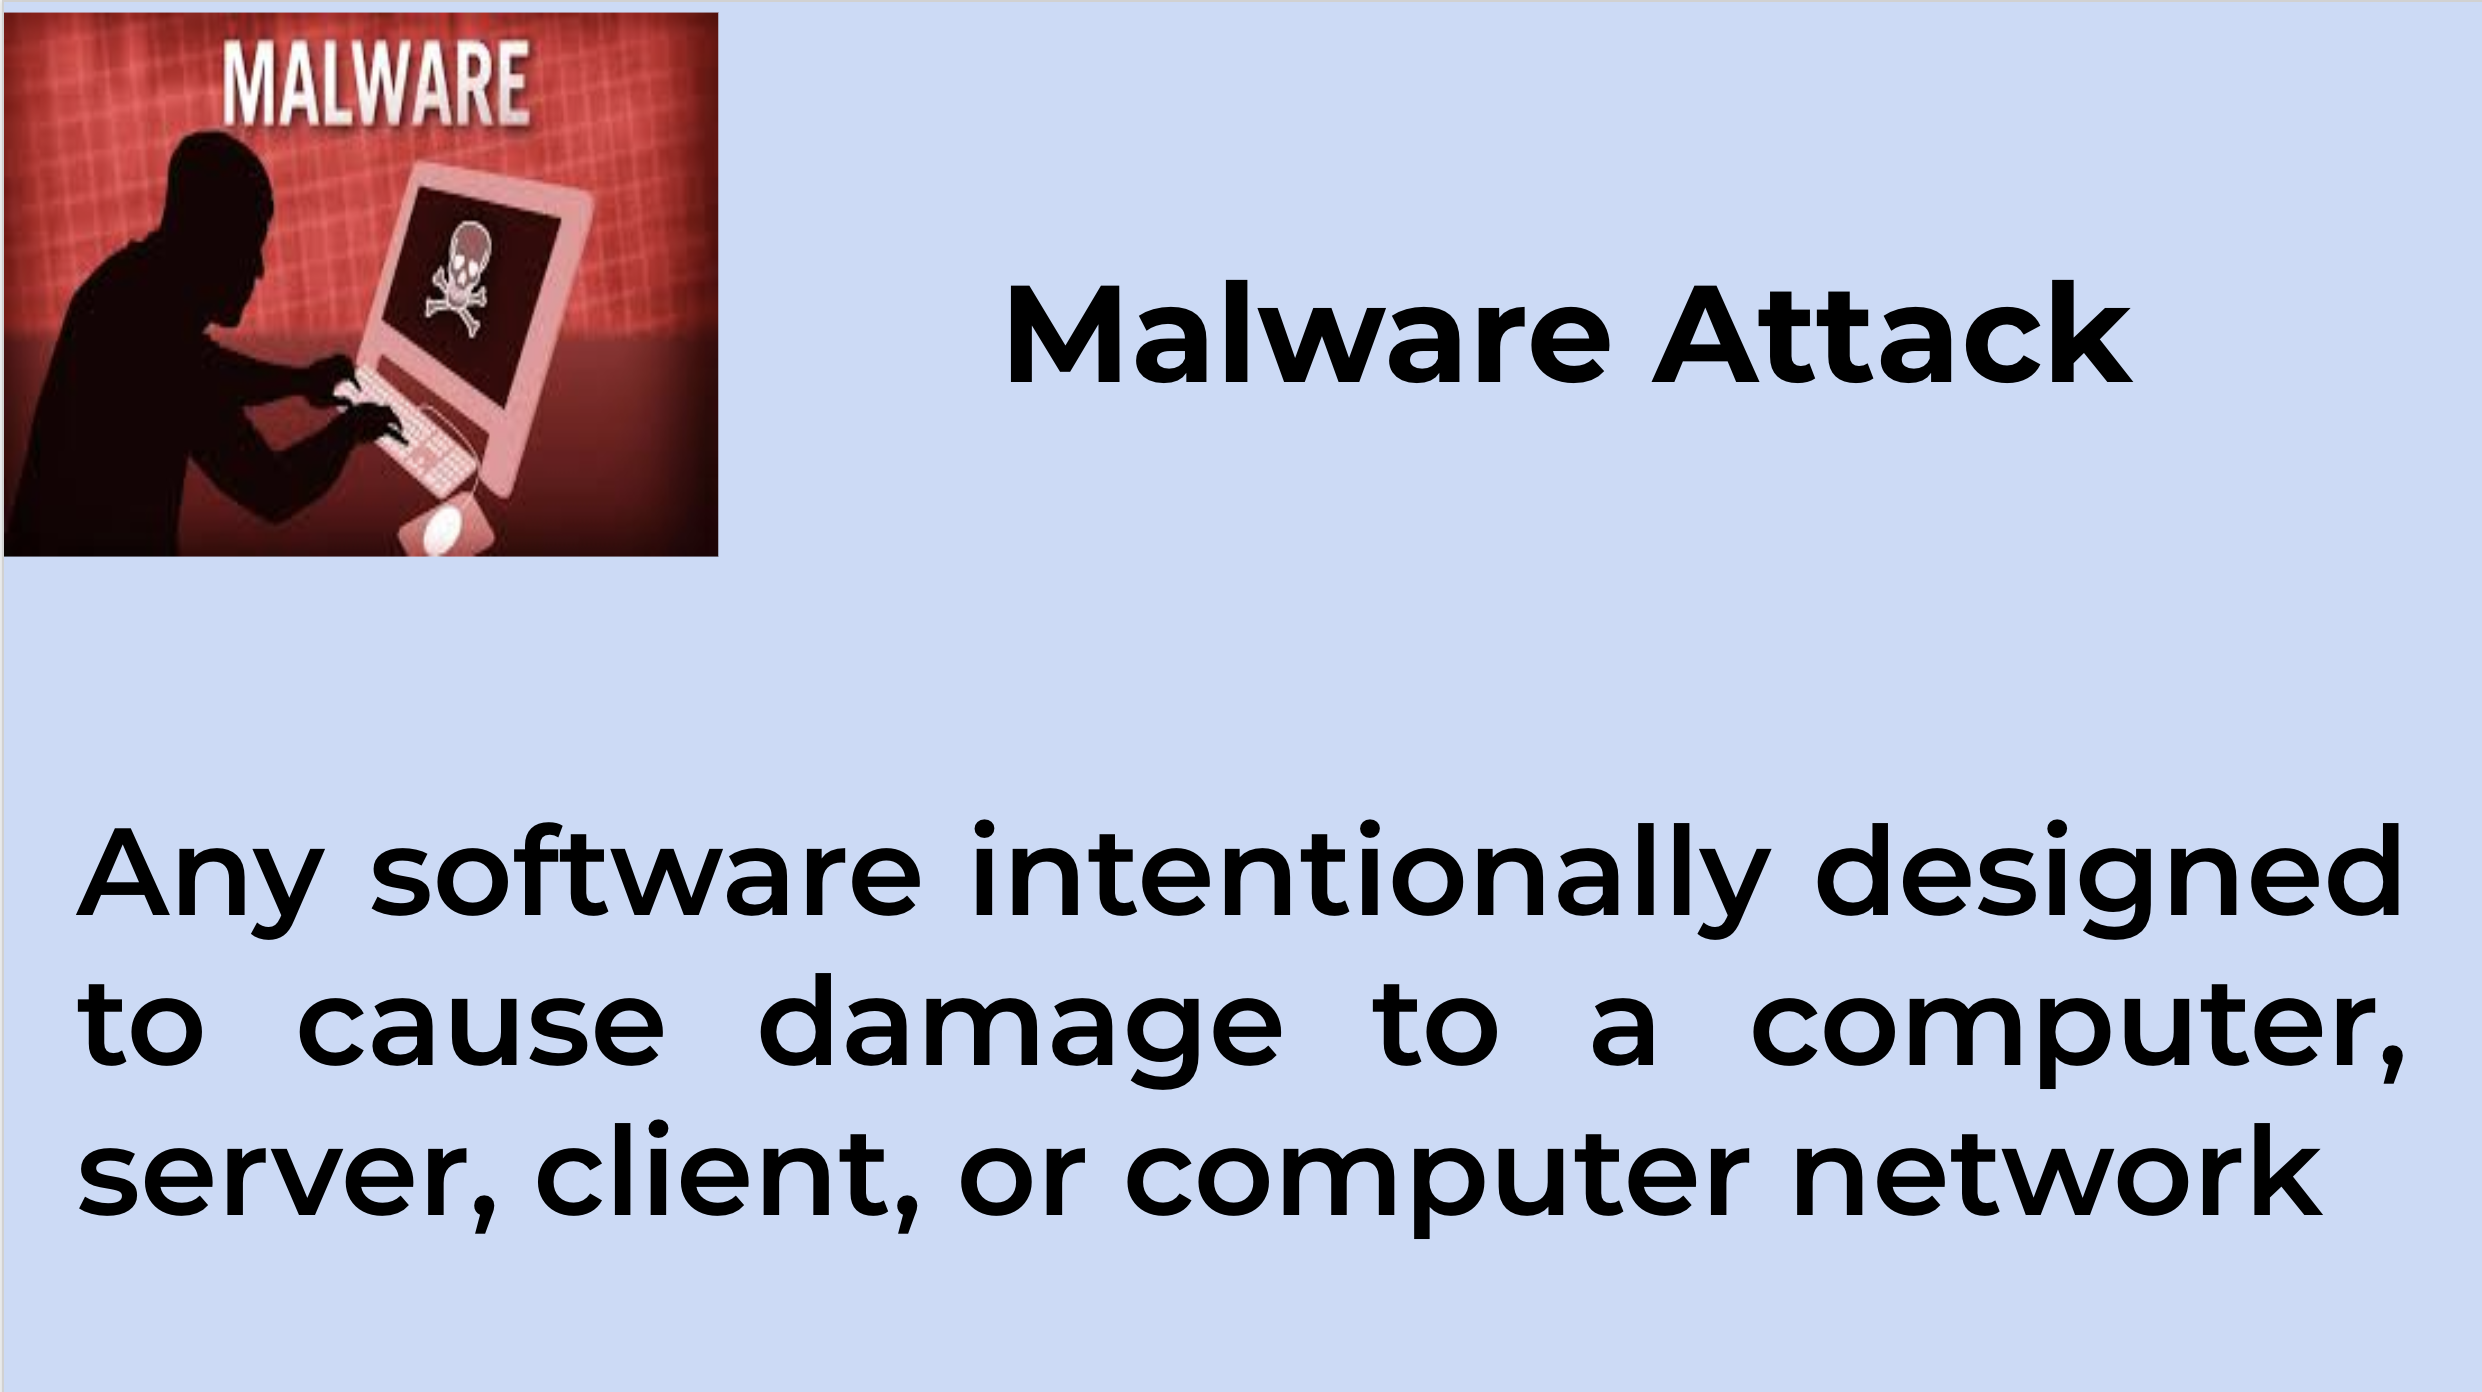 MALWARE
Malware Attack
Any software intentionally designed
to cause damage to a computer,
server, client, or computer network